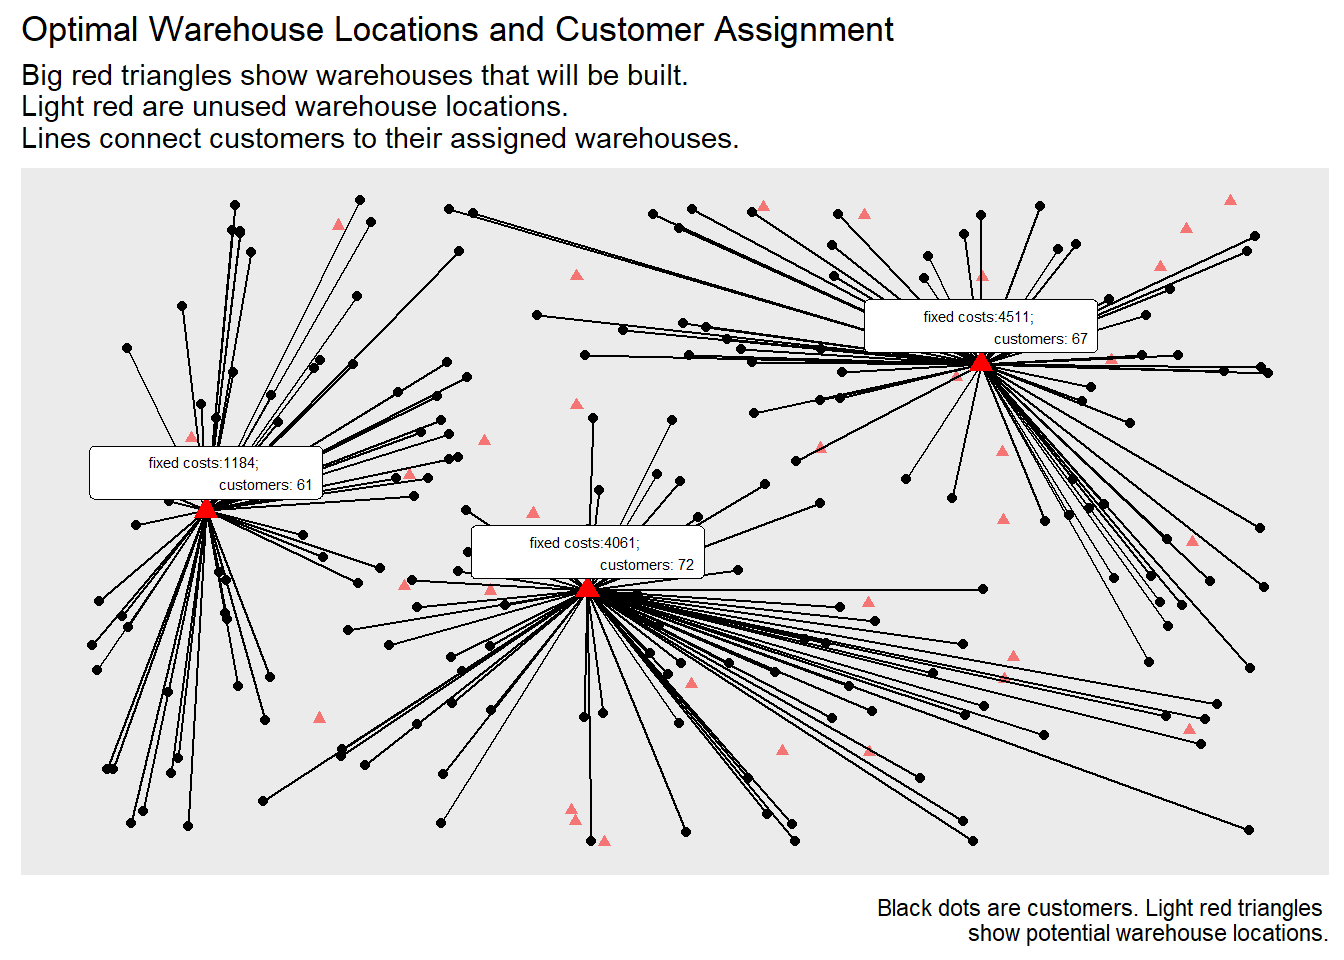 Optimal Warehouse Locations and Customer Assignment
Big red triangles show warehouses that will be built.
Light red are unused warehouse locations.
Lines connect customers to their assigned warehouses.
fixed costs:4511;
customers: 67
fixed costs:1184;
customers: 61
fixed costs:4061;
customers: 72
Black dots are customers. Light red triangles
show potential warehouse locations.